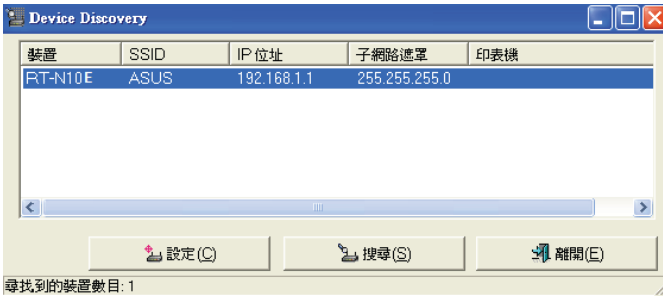 Device Discovery
裝置 SSID IP 位址 子網路遮罩 印表機
RT-N10E ASUS 192.168.1.1 255.255.255.0
設定(C) 搜尋(S) 離開(E)
尋找到的裝置數目: 1